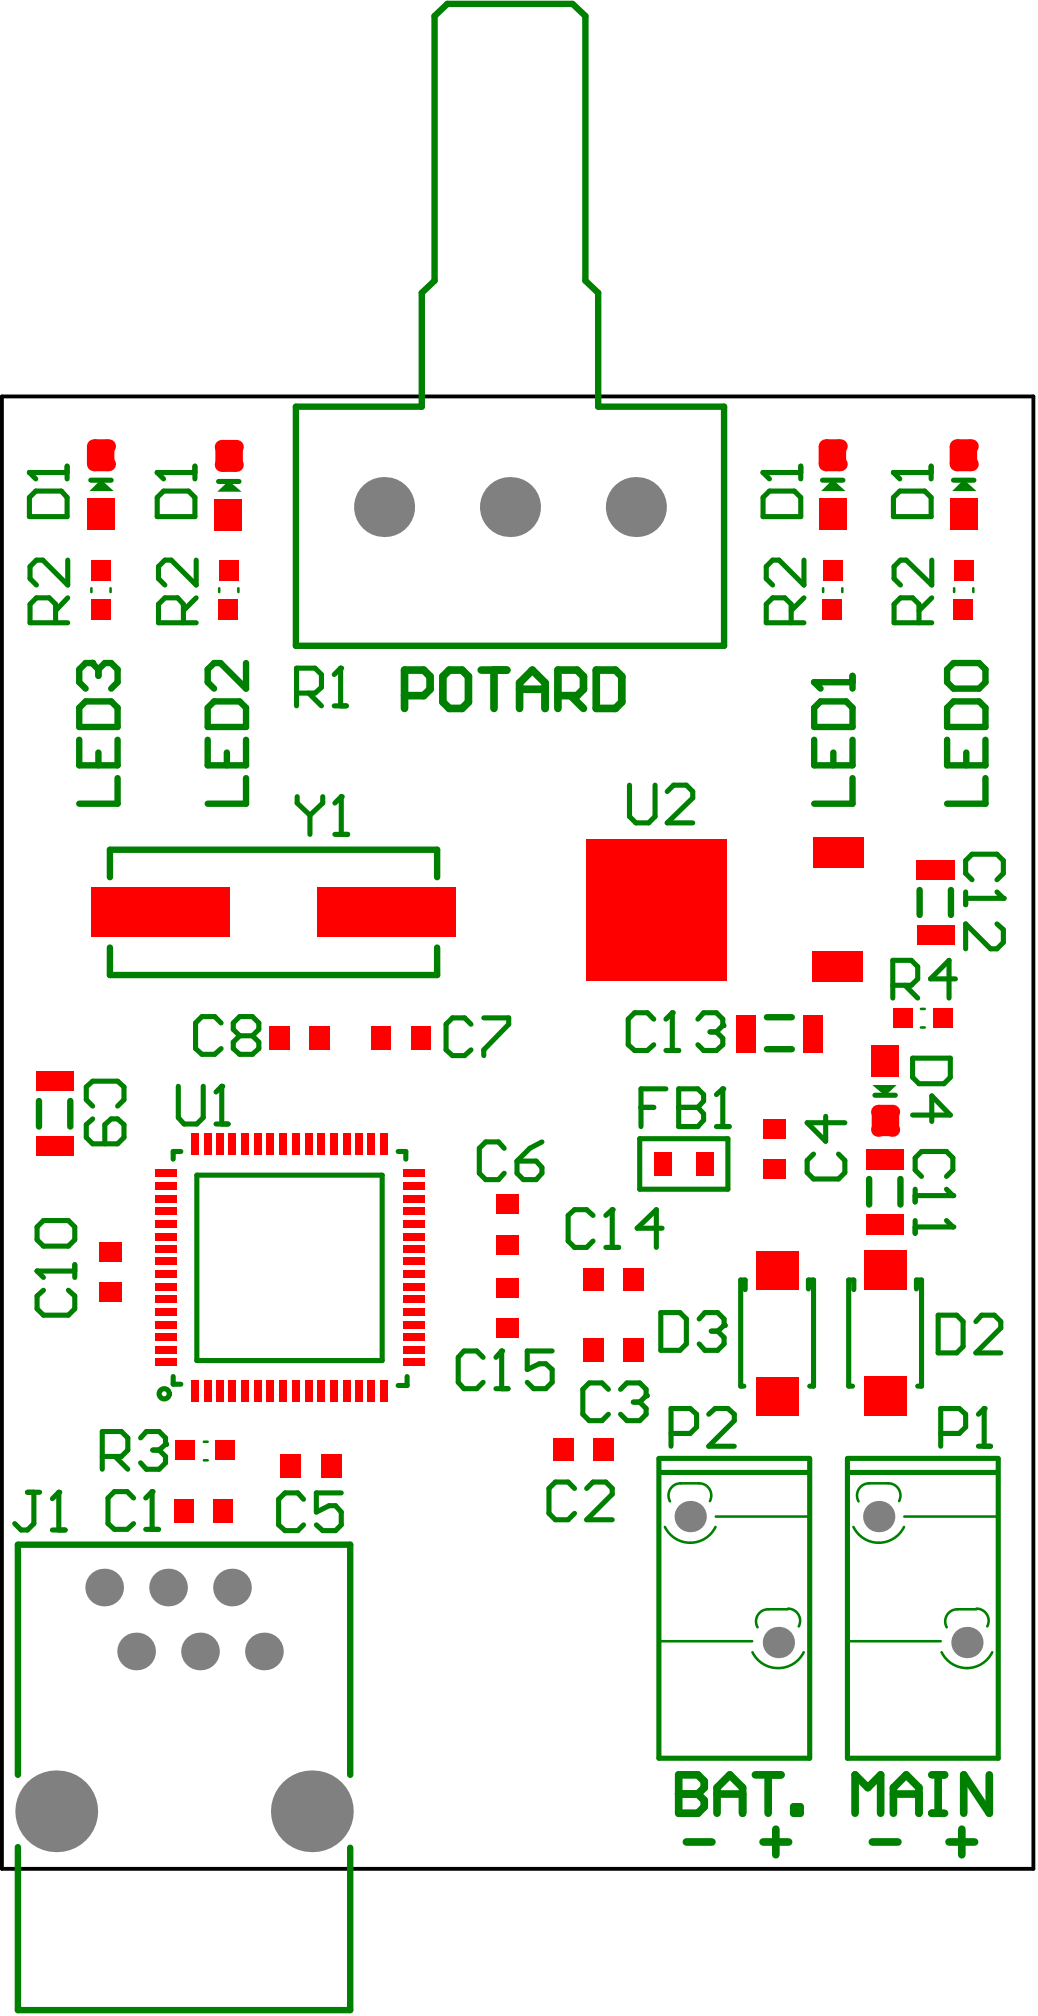 D1
D1
D1
D1
R2
R2
R2
R2
LED3
LED2
R1
POTARD
LED1
LED0
Y1
U2
C12
R4
C8
C7
C13
C9
U1
FB1
D4
C4
C6
C11
C10
C14
D3
D2
C15
C3
P2
P1
R3
C2
J1
C1
C5
BAT.
MAIN
- +
- +